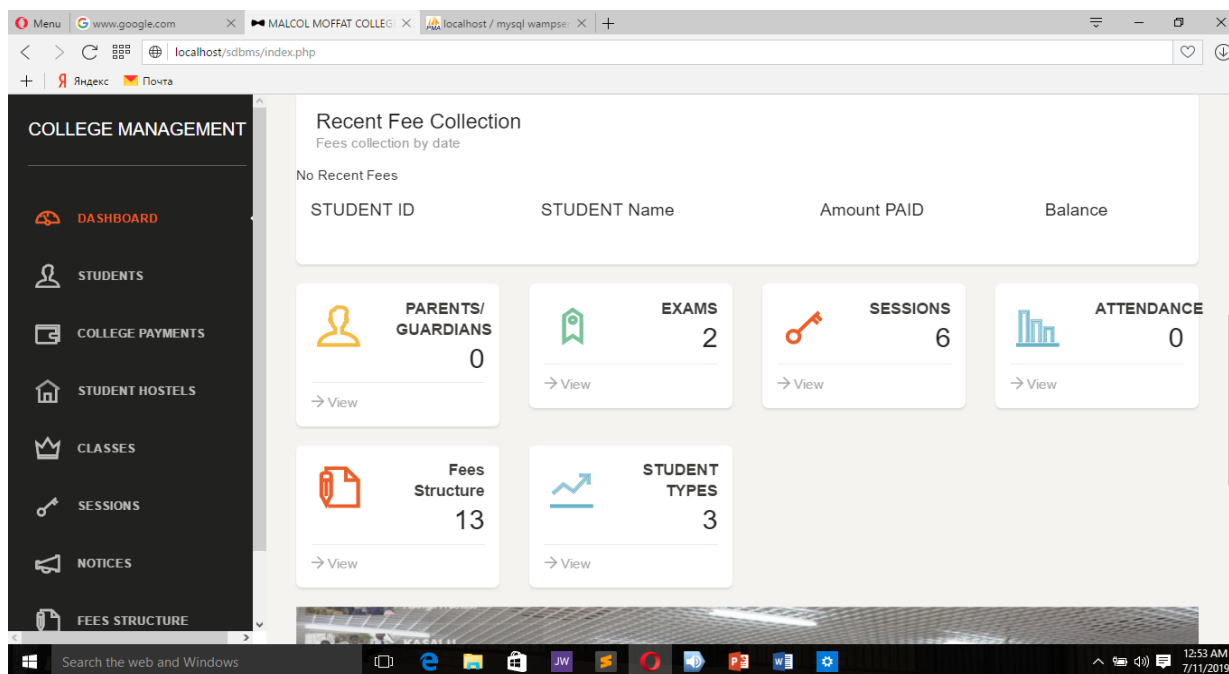 Menu
www.google.com
MALCOL MOFFAT COLLEG
localhost / mysql wampser
localhost/sdbms/index.php
Яндекс
Почта
COLLEGE MANAGEMENT
DASHBOARD
STUDENTS
COLLEGE PAYMENTS
STUDENT HOSTELS
CLASSES
SESSIONS
NOTICES
FEES STRUCTURE
Recent Fee Collection
Fees collection by date
No Recent Fees
STUDENT ID STUDENT Name Amount PAID Balance
PARENTS/
GUARDIANS
0
View
EXAMS
2
View
SESSIONS
6
View
ATTENDANCE
0
View
Fees
Structure
13
View
STUDENT
TYPES
3
View
KASALU
Search the web and Windows
JW
12:53 AM
7/11/2019